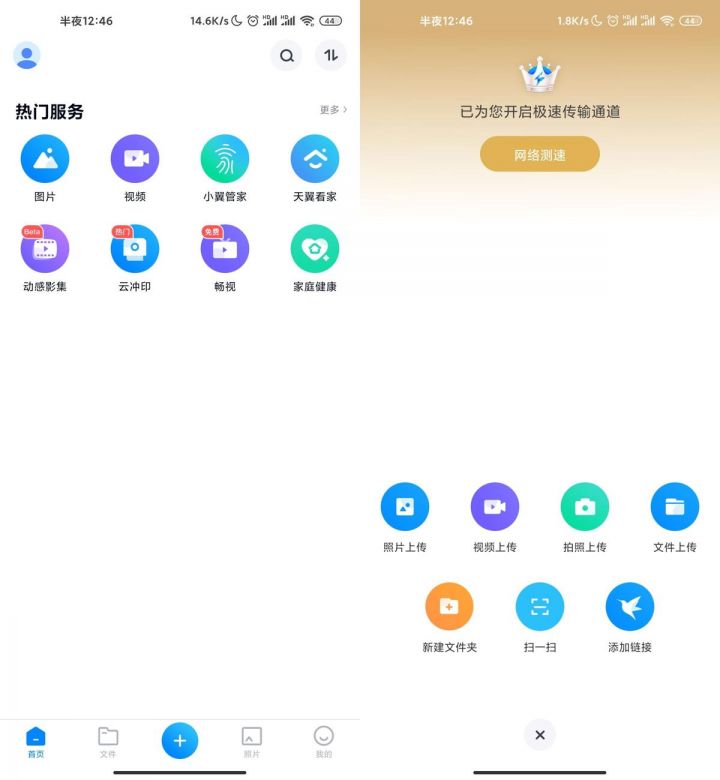 半夜12:46
14.6K/s
HD
HD
44
热门服务
更多
图片
视频
小翼管家
天翼看家
Beta
热门
免费
动感影集
云冲印
畅视
家庭健康
首页
文件
照片
我的
半夜12:46
1.8K/s
HD
HD
44
已为您开启极速传输通道
网络测速
照片上传
视频上传
拍照上传
文件上传
新建文件夹
扫一扫
添加链接